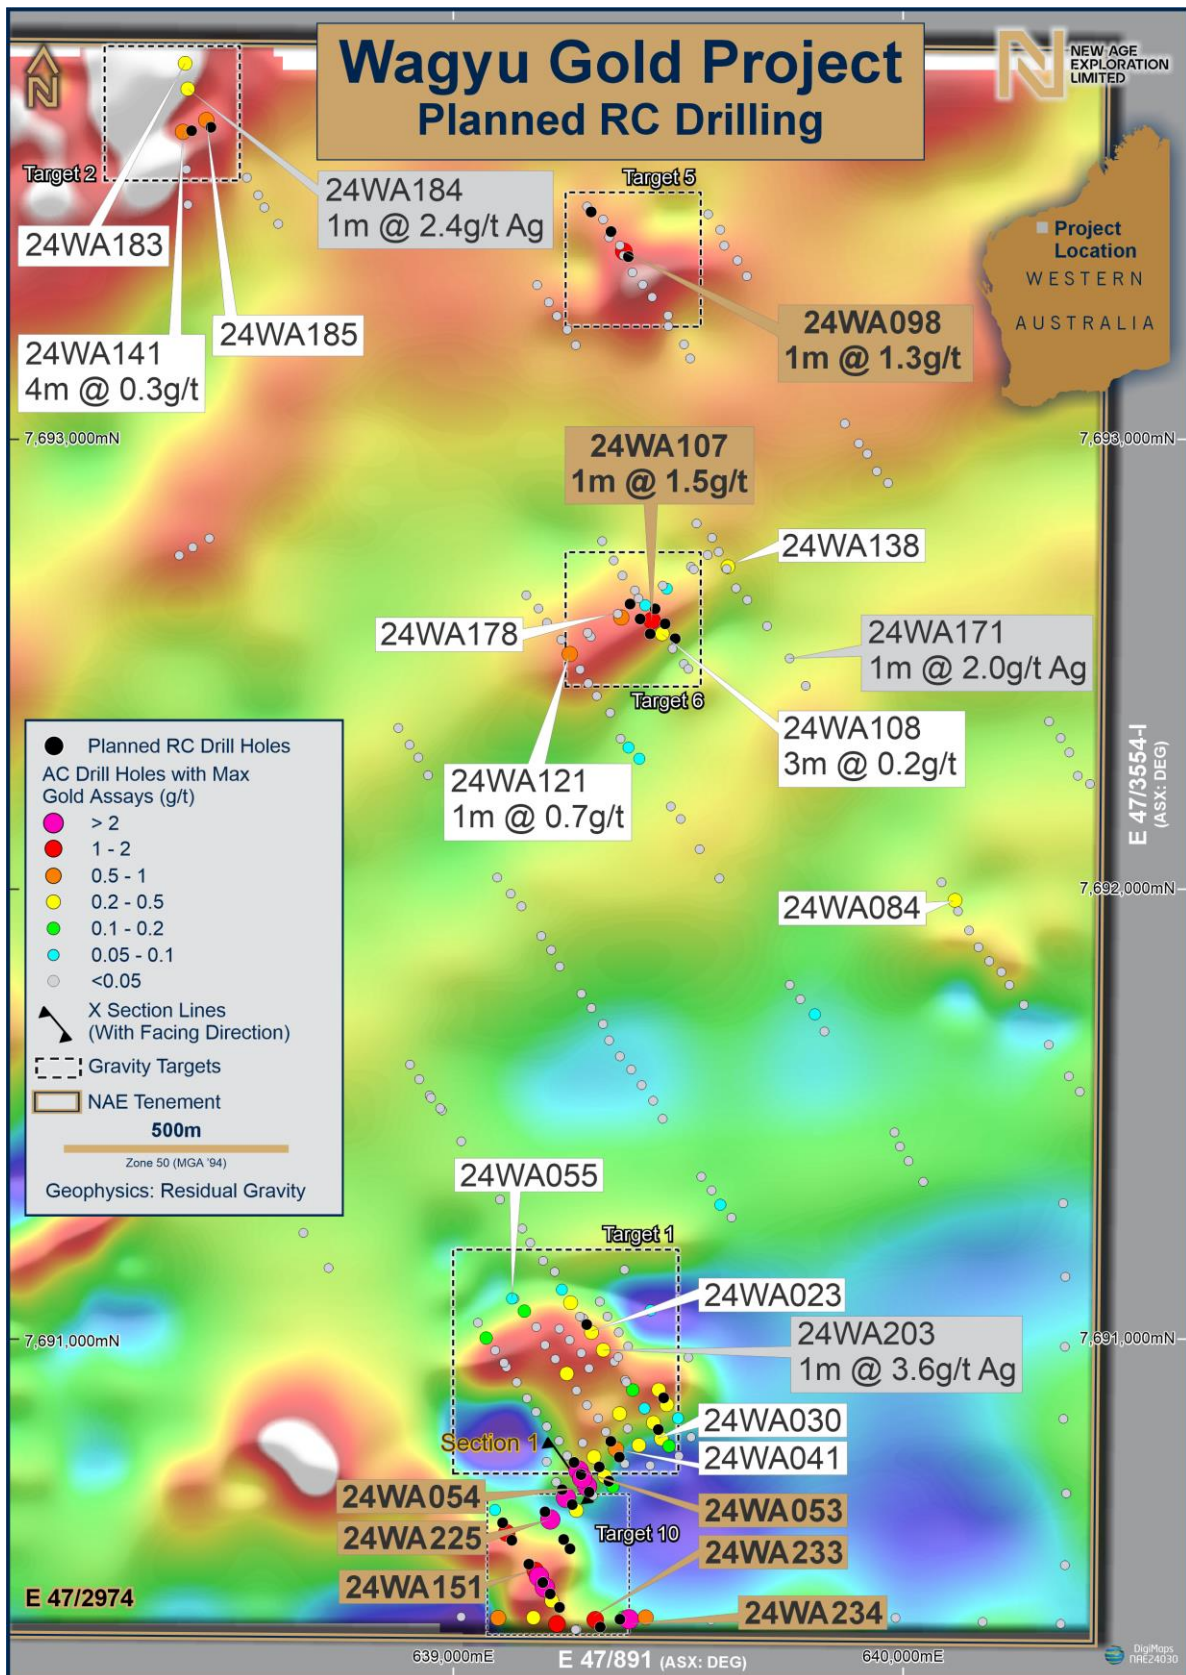 Wagyu Gold Project
Planned RC Drilling
N
NEW AGE
EXPLORATION
LIMITED
Project
Location
WESTERN
AUSTRALIA
Target 2
24WA183
24WA184
1m @ 2.4g/t Ag
24WA185
24WA141
4m @ 0.3g/t
Target 5
24WA098
1m @ 1.3g/t
7,693,000mN
7,693,000mN
24WA107
1m @ 1.5g/t
24WA138
24WA178
24WA171
1m @ 2.0g/t Ag
Target 6
24WA108
3m @ 0.2g/t
24WA121
1m @ 0.7g/t
E 47/3554-I
(ASX: DEG)
Planned RC Drill Holes
AC Drill Holes with Max
Gold Assays (g/t)
> 2
1 - 2
0.5 - 1
0.2 - 0.5
0.1 - 0.2
0.05 - 0.1
<0.05
X Section Lines
(With Facing Direction)
Gravity Targets
NAE Tenement
500m
Zone 50 (MGA '94)
Geophysics: Residual Gravity
7,692,000mN
24WA084
24WA055
Target 1
24WA023
7,691,000mN
7,691,000mN
24WA203
1m @ 3.6g/t Ag
24WA030
Section 1
24WA041
24WA054
24WA053
24WA225
Target 10
24WA233
24WA151
24WA234
E 47/2974
639,000mE
E 47/891 (ASX: DEG)
640,000mE
DigiMaps
NAE24030